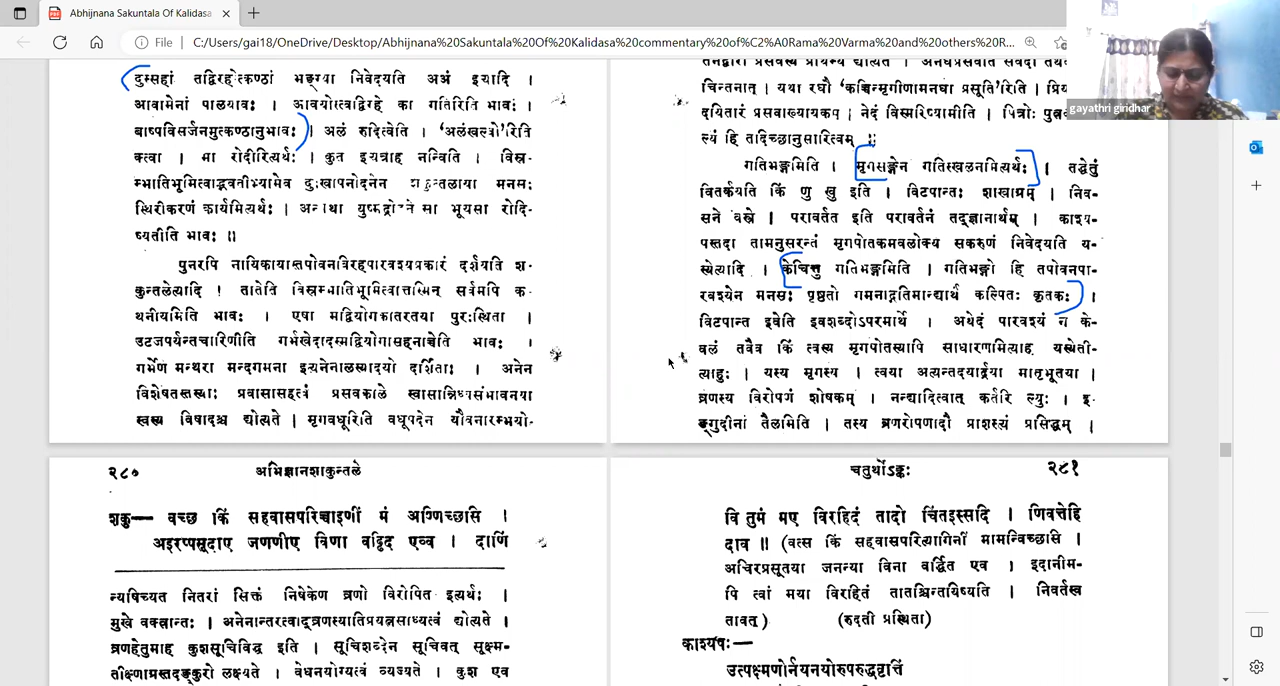 Abhijnana Sakuntala Of Kalidasa
File
C:/Users/gai18/OneDrive/Desktop/Abhijnana%20Sakuntala%20Of%20Kalidasa%20commentary%20of%C2%A0Rama%20Varma%20and%20others%20R...
gayathri giridhar
दुस्सहां तद्विरहोत्कण्ठां भङ्ग्या निवेदयति अअं इत्यादि ।
आवामेनां पालयावः । आवयोस्त्वद्विरहे का गतिरिति भावः ।
बाष्पविसर्जनमुत्कण्ठानुभावः । अलं रुदित्वेति । 'अलंखल्वो'रिति
क्त्वा । मा रोदीरित्यर्थः । कुत इत्यत्राह नन्विति । विस्र-
म्भातिभूमित्वाद्भवतीभ्यामेव दुःखापनोदनेन शकुन्तलाया मनसः
स्थिरीकरणं कार्यमित्यर्थः । अन्यथा सा भूयसा रोदि-
ष्यतीति भावः ॥
पुनरपि नायिकायास्तपोवनविरहपारवश्यप्रकारं दर्शयति श-
कुन्तलेत्यादि । तातेति विस्रम्भातिभूमित्वात्तस्मिन् सर्वमपि क-
थनीयमिति भावः । एषा मद्वियोगकातरतया पुरःस्थिता ।
उटजपर्यन्तचारिणीति गर्भखेदादस्मद्वियोगासहनाच्चेति भावः ।
गर्भेण मन्थरा मन्दगमना इत्यनेनालस्यादयो दर्शिताः । अनेन
विशेषतस्तस्याः प्रवासासहत्वं प्रसवकाले स्वासान्निध्यसंभावनया
स्वस्य विषादश्च द्योत्यते । मृगवधूरिति वधूपदेन यौवनारम्भयो-
चिन्तनात् । यथा रघौ 'कच्चिन्मृगीणामनघा प्रसूति'रिति । प्रिय
दयितारं प्रसवाख्यायकम् । नेदं विस्मरिष्यामीति । पित्रोः
ल्यं हि तादिच्छानुसारित्वम् ॥
गतिभङ्गमिति । मृगसङ्गेन गतिस्खलनमित्यर्थः । तद्धेतुं
वितर्कयति किं णु खु इति । विटपान्तः शाखाग्रम् । निव-
सने वस्त्रे । परावर्तत इति परावर्तनं तद्ज्ञानार्थम् । काश्य-
पस्तदा तामनुसरन्तं मृगपोतकमवलोक्य सकरुणं निवेदयति य-
स्येत्यादि । केचित्तु गतिभङ्गमिति । गतिभङ्गो हि तपोवनपा-
रवश्येन मनसः पृष्ठतो गमनाद्गतिमान्द्यार्थं कल्पितः कृतकः ।
विटपान्त इवेति इवशब्दोऽपरमार्थे । अथेदं पारवश्यं न के-
वलं तवैव किं त्वस्य मृगपोतस्यापि साधारणमित्याह यस्येती-
त्याहुः । यस्य मृगस्य । त्वया अत्यन्तदयार्द्रया मातृभूतया ।
व्रणस्य विरोपणं शोषकम् । नन्द्यादित्वात् कर्तरि ल्युः । इ-
ङ्गुदीनां तैलमिति । तस्य व्रणरोपणादौ प्राशस्त्यं प्रसिद्धम् ।
२८० अभिज्ञानशाकुन्तले
शकु— वच्छ किं सहवासपरिच्चाइणीं मं अण्णिच्छसि ।
अइरप्पसूदाए जणणीए विणा वड्ढिद एव्व । दाणिं
न्यषिच्यत नितरां सिक्तं निषेकेण व्रणो विरोपित इत्यर्थः ।
मुखे वक्त्रान्तः । अनेनान्तरत्वाद्व्रणस्यातिप्रयत्नसाध्यत्वं द्योत्यते ।
व्रणहेतुमाह कुशसूचिविद्ध इति । सूचिशब्देन सूचिवत् सूक्ष्म-
तीक्ष्णाग्रस्तदङ्कुरो लक्ष्यते । वेधनयोग्यत्वं व्यज्यते । कुश एव
चतुर्थोऽङ्कः २८१
वि तुमं मए विरहिदं तादो चिंतइस्सदि । णिवत्तेहि
दाव ॥ (वत्स किं सहवासपरित्यागिनीं मामन्विच्छसि ।
अचिरप्रसूतया जनन्या विना वर्द्धित एव । इदानीम-
पि त्वां मया विरहितं तातश्चिन्तयिष्यति । निवर्तस्व
तावत्) (रुदती प्रस्थिता)
काश्यपः—
उत्पक्ष्मणोर्नयनयोरुपरुद्धवृत्तिं